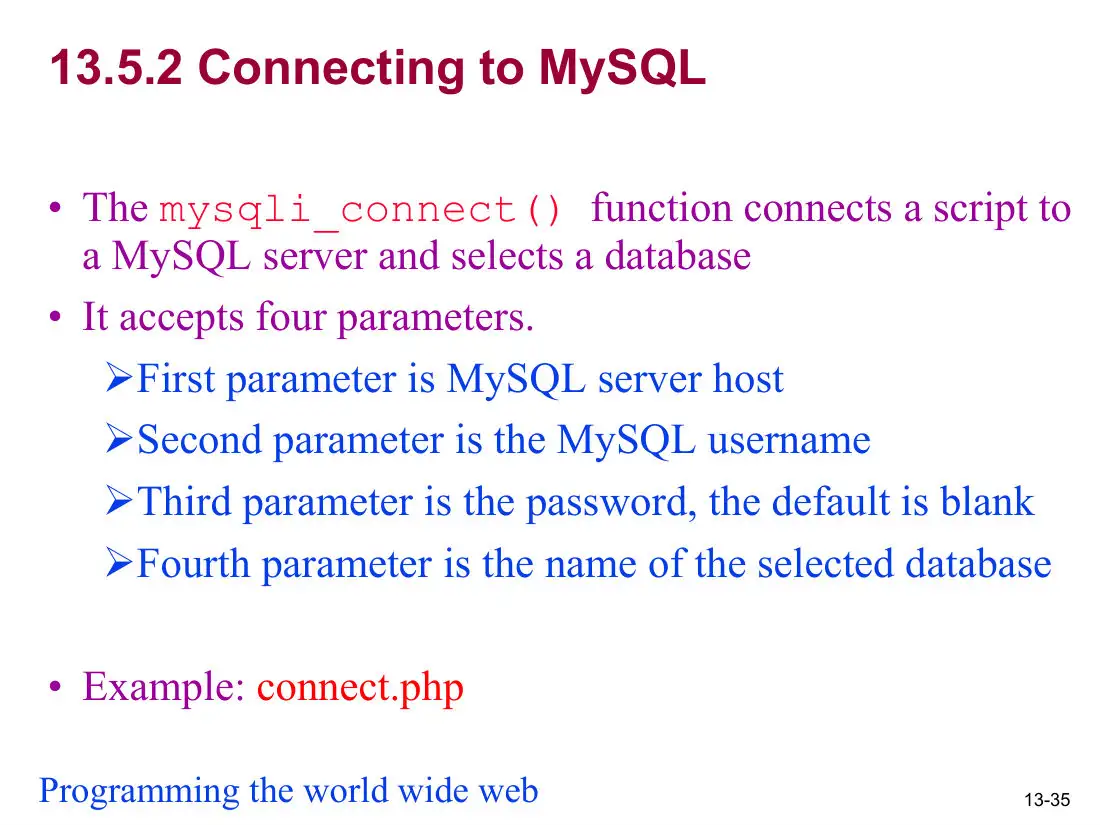 13.5.2 Connecting to MySQL
• The mysqli_connect() function connects a script to
a MySQL server and selects a database
• It accepts four parameters.
➢First parameter is MySQL server host
➢Second parameter is the MySQL username
➢Third parameter is the password, the default is blank
➢Fourth parameter is the name of the selected database
• Example: connect.php
Programming the world wide web
13-35